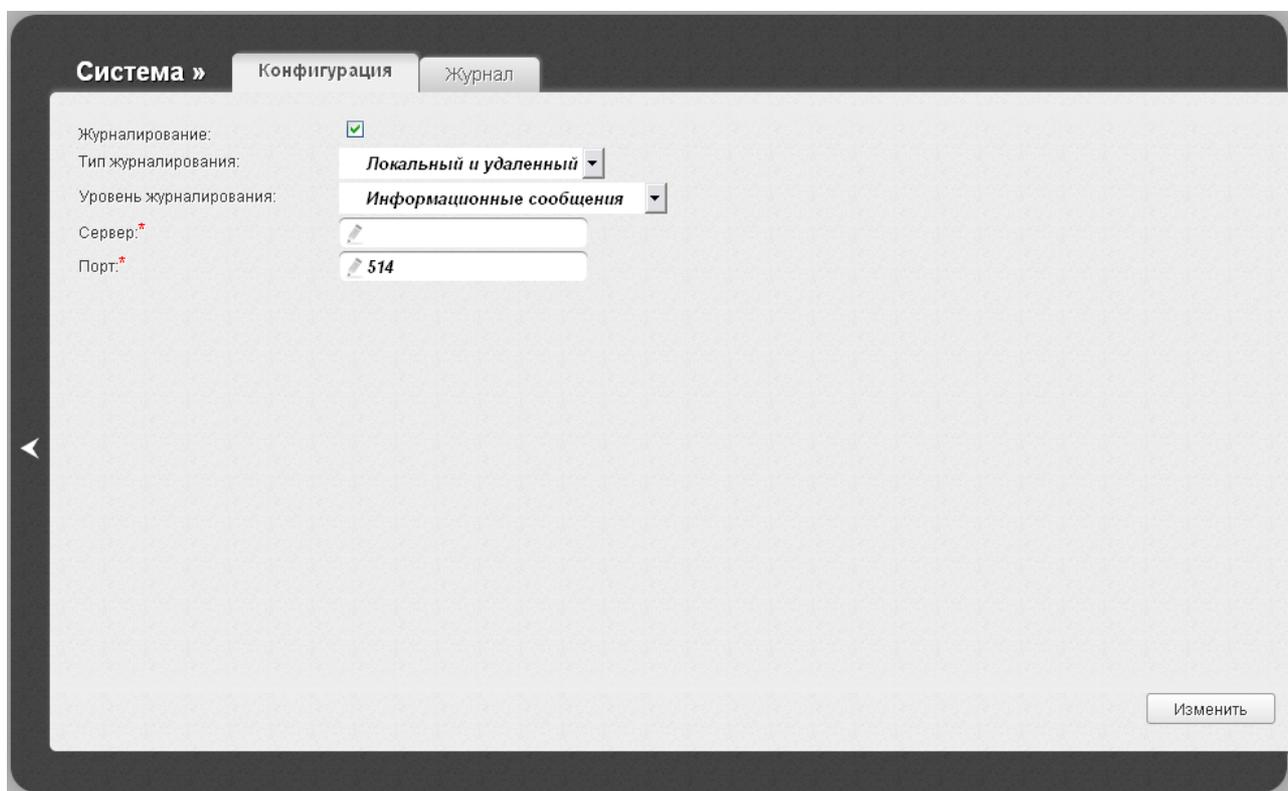 Система »
Конфигурация
Журнал
Журналирование:
Тип журналирования: Локальный и удаленный
Уровень журналирования: Информационные сообщения
Сервер:*
Порт:* 514
Изменить